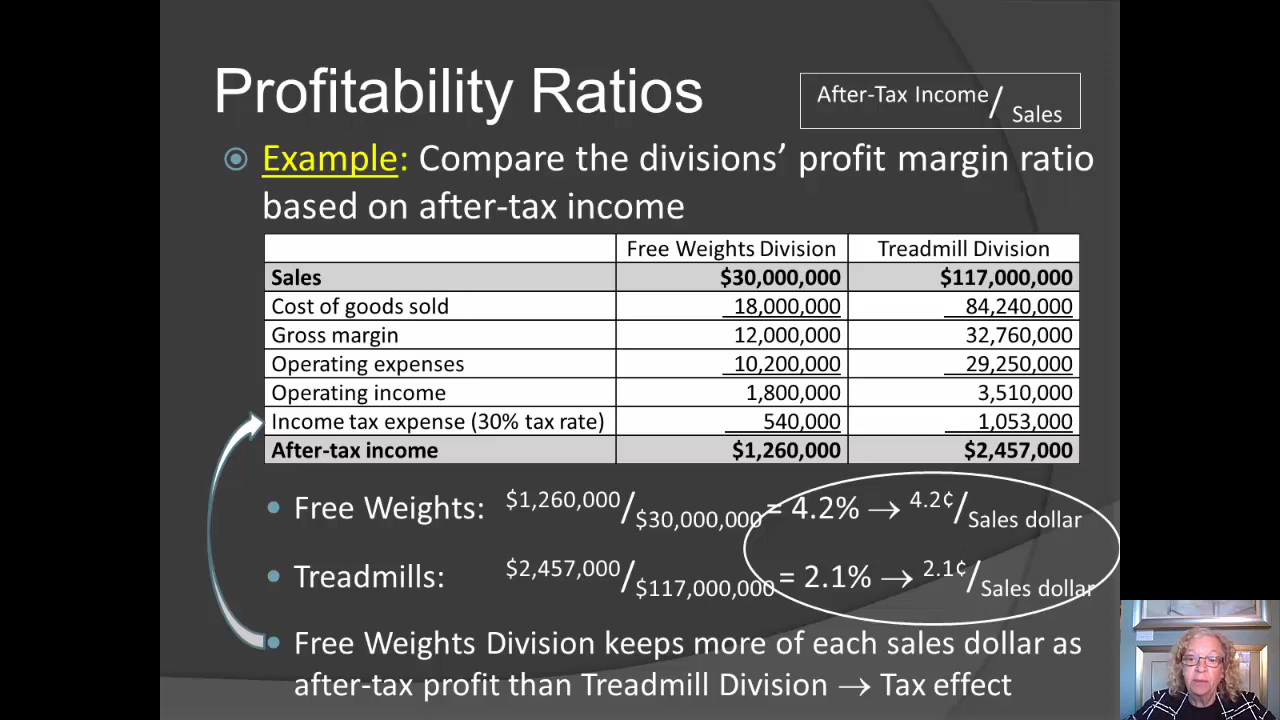 Profitability Ratios
After-Tax Income/ Sales
Example: Compare the divisions’ profit margin ratio
based on after-tax income
Free Weights Division Treadmill Division
Sales $30,000,000 $117,000,000
Cost of goods sold 18,000,000 84,240,000
Gross margin 12,000,000 32,760,000
Operating expenses 10,200,000 29,250,000
Operating income 1,800,000 3,510,000
Income tax expense (30% tax rate) 540,000 1,053,000
After-tax income $1,260,000 $2,457,000
Free Weights: $1,260,000/$30,000,000 = 4.2% → 4.2¢/Sales dollar
Treadmills: $2,457,000/$117,000,000 = 2.1% → 2.1¢/Sales dollar
Free Weights Division keeps more of each sales dollar as
after-tax profit than Treadmill Division → Tax effect